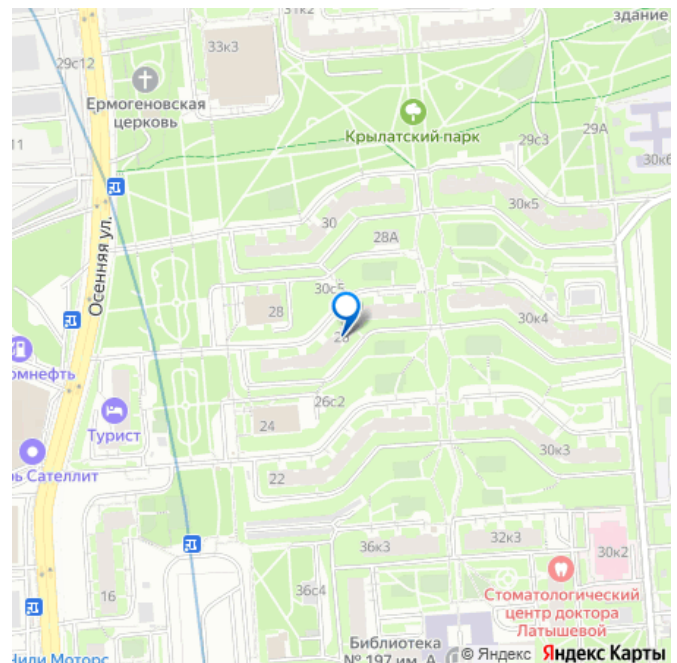 31к2
здание
33к3
29с12
Ермогеновская
церковь
Крылатский парк
29А
29с3
11
30к6
30к5
30
28А
Осенняя ул.
30с5
28
30к4
26
омнефть
26с2
24
Турист
30к3
ь Сателлит
22
36к3
32к3
30к2
Стоматологический
центр доктора
Латышевой
36с4
16
Библиотека
№ 197 им. А.
Чили Моторс
© Яндекс Яндекс Карты